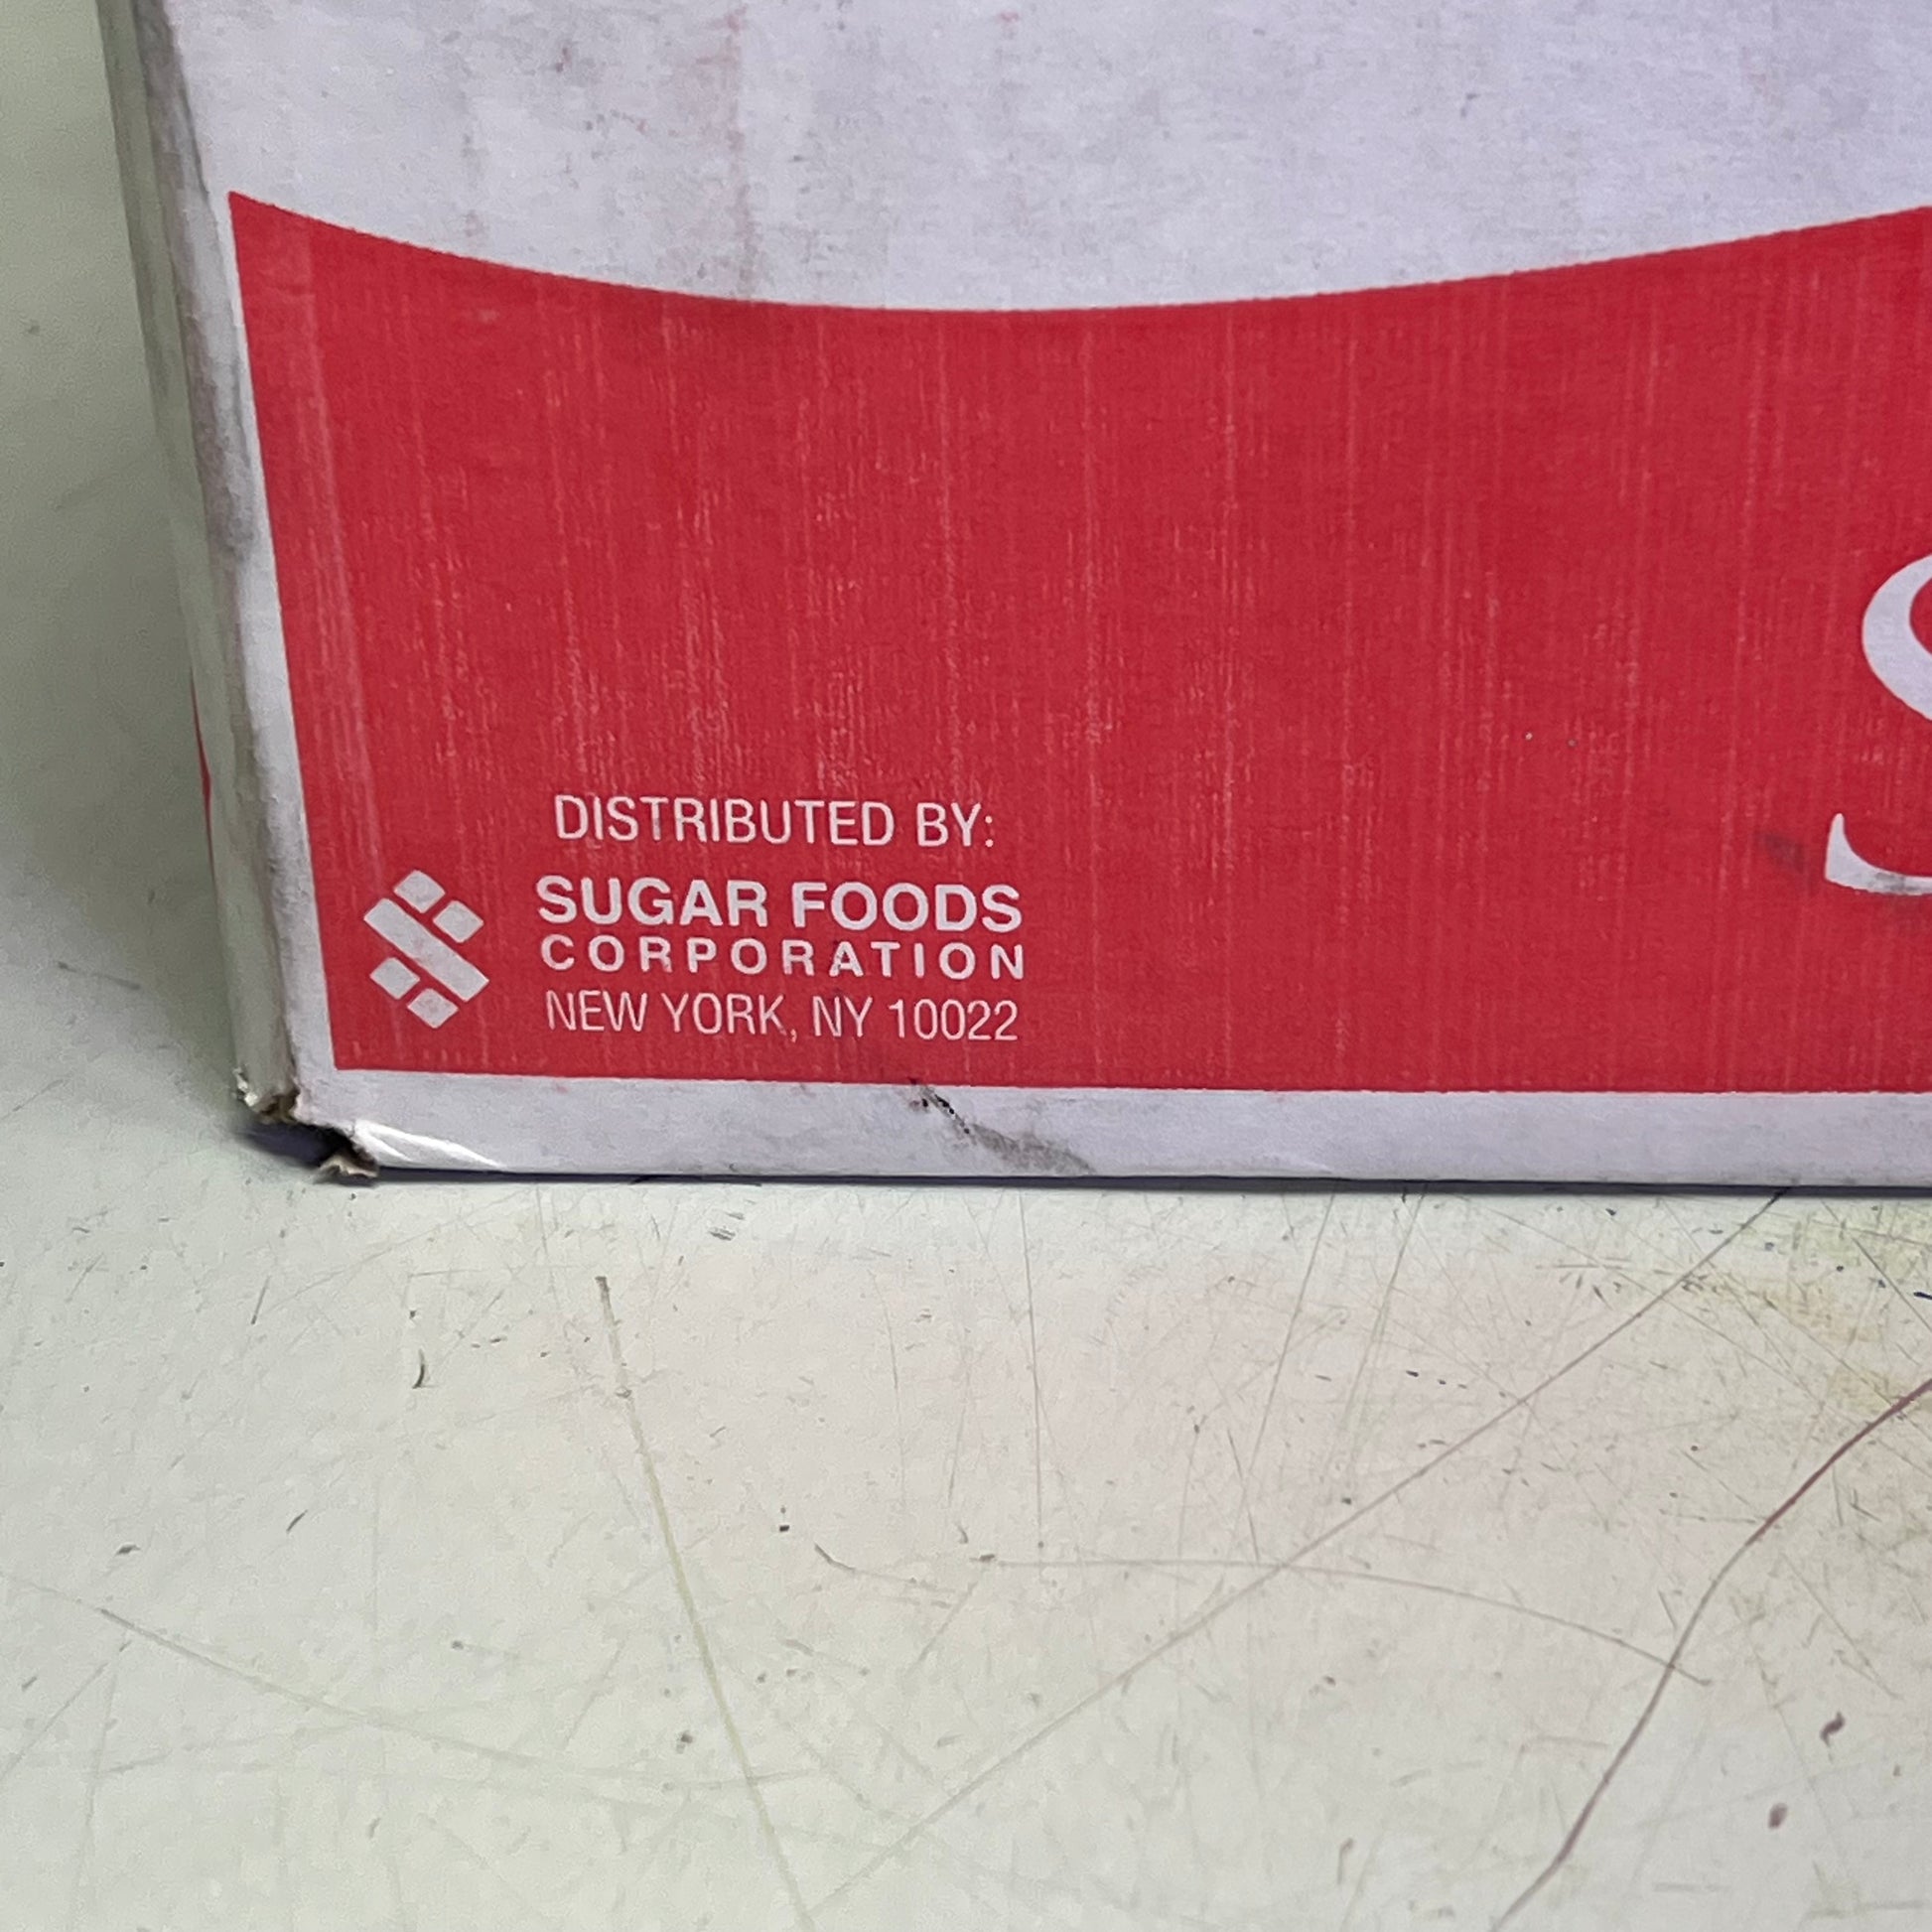 DISTRIBUTED BY:
SUGAR FOODS
CORPORATION
NEW YORK, NY 10022
S